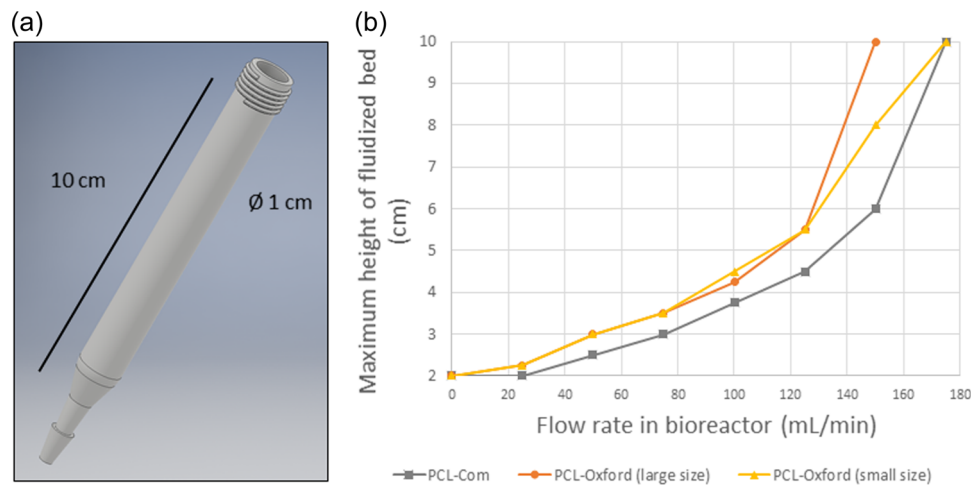 (a)
10 cm
Ø 1 cm
(b)
Maximum height of fluidized bed
(cm)
10
9
8
7
6
5
4
3
2
0 20 40 60 80 100 120 140 160 180
Flow rate in bioreactor (mL/min)
PCL-Com PCL-Oxford (large size) PCL-Oxford (small size)